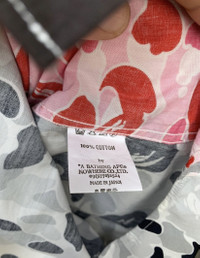 100% COTTON
by
"A BATHING APE®
NOWHERE CO.,LTD.
MADE IN JAPAN